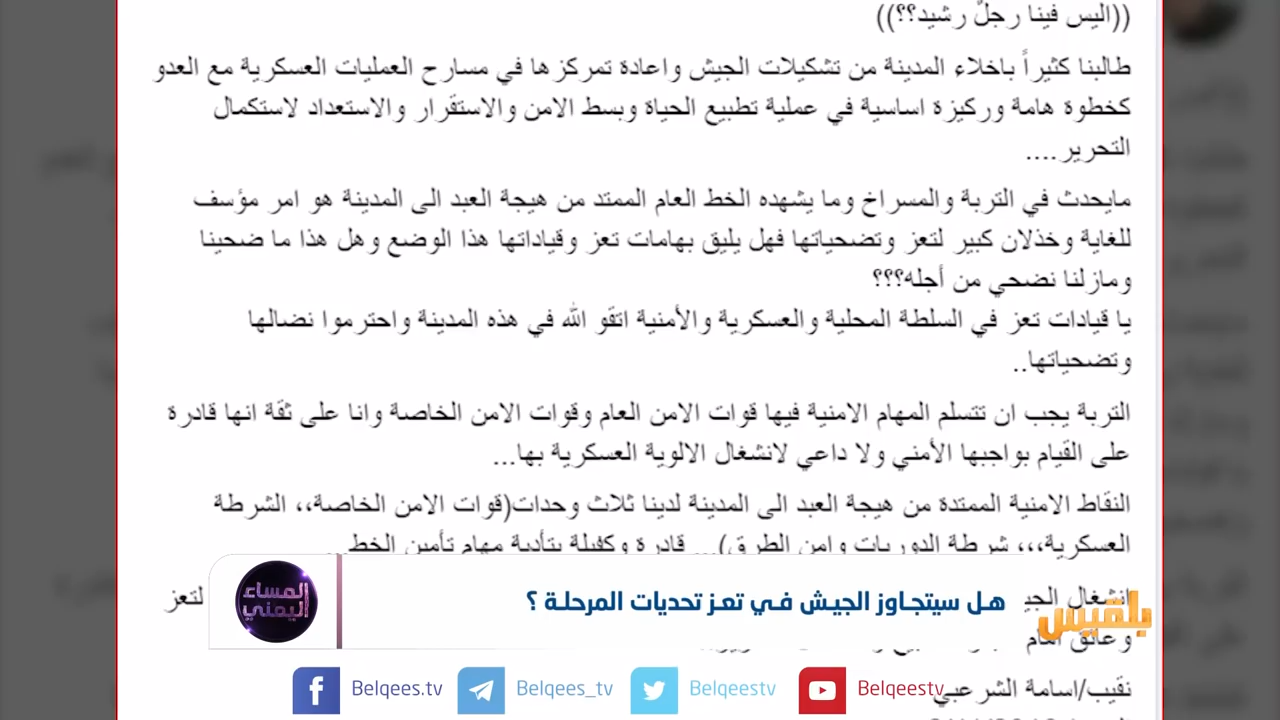 ((اليس فينا رجلٌ رشيد؟؟))
طالبنا كثيراً باخلاء المدينة من تشكيلات الجيش واعادة تمركزها في مسارح العمليات العسكرية مع العدو
كخطوة هامة وركيزة اساسية في عملية تطبيع الحياة وبسط الامن والاستقرار والاستعداد لاستكمال
التحرير....
مايحدث في التربة والمسراخ وما يشهده الخط العام الممتد من هيجة العبد الى المدينة هو امر مؤسف
للغاية وخذلان كبير لتعز وتضحياتها فهل يليق بهامات تعز وقياداتها هذا الوضع وهل هذا ما ضحينا
ومازلنا نضحي من أجله؟؟؟
يا قيادات تعز في السلطة المحلية والعسكرية والأمنية اتقو الله في هذه المدينة واحترموا نضالها
وتضحياتها..
التربة يجب ان تتسلم المهام الامنية فيها قوات الامن العام وقوات الامن الخاصة وانا على ثقة انها قادرة
على القيام بواجبها الأمني ولا داعي لانشغال الالوية العسكرية بها...
النقاط الامنية الممتدة من هيجة العبد الى المدينة لدينا ثلاث وحدات(قوات الامن الخاصة،، الشرطة
العسكرية،،، شرطة الدوريات وامن الطرق)... قادرة وكفيلة بتأدية مهام تأمين الخط...
انشغال لتعز
وعائق امام
نقيب/اسامة الشرعبي
المساء اليمني
هل سيتجاوز الجيش في تعز تحديات المرحلة ؟
بلقيس
Belqees.tv Belqees_tv Belqeestv Belqeestv